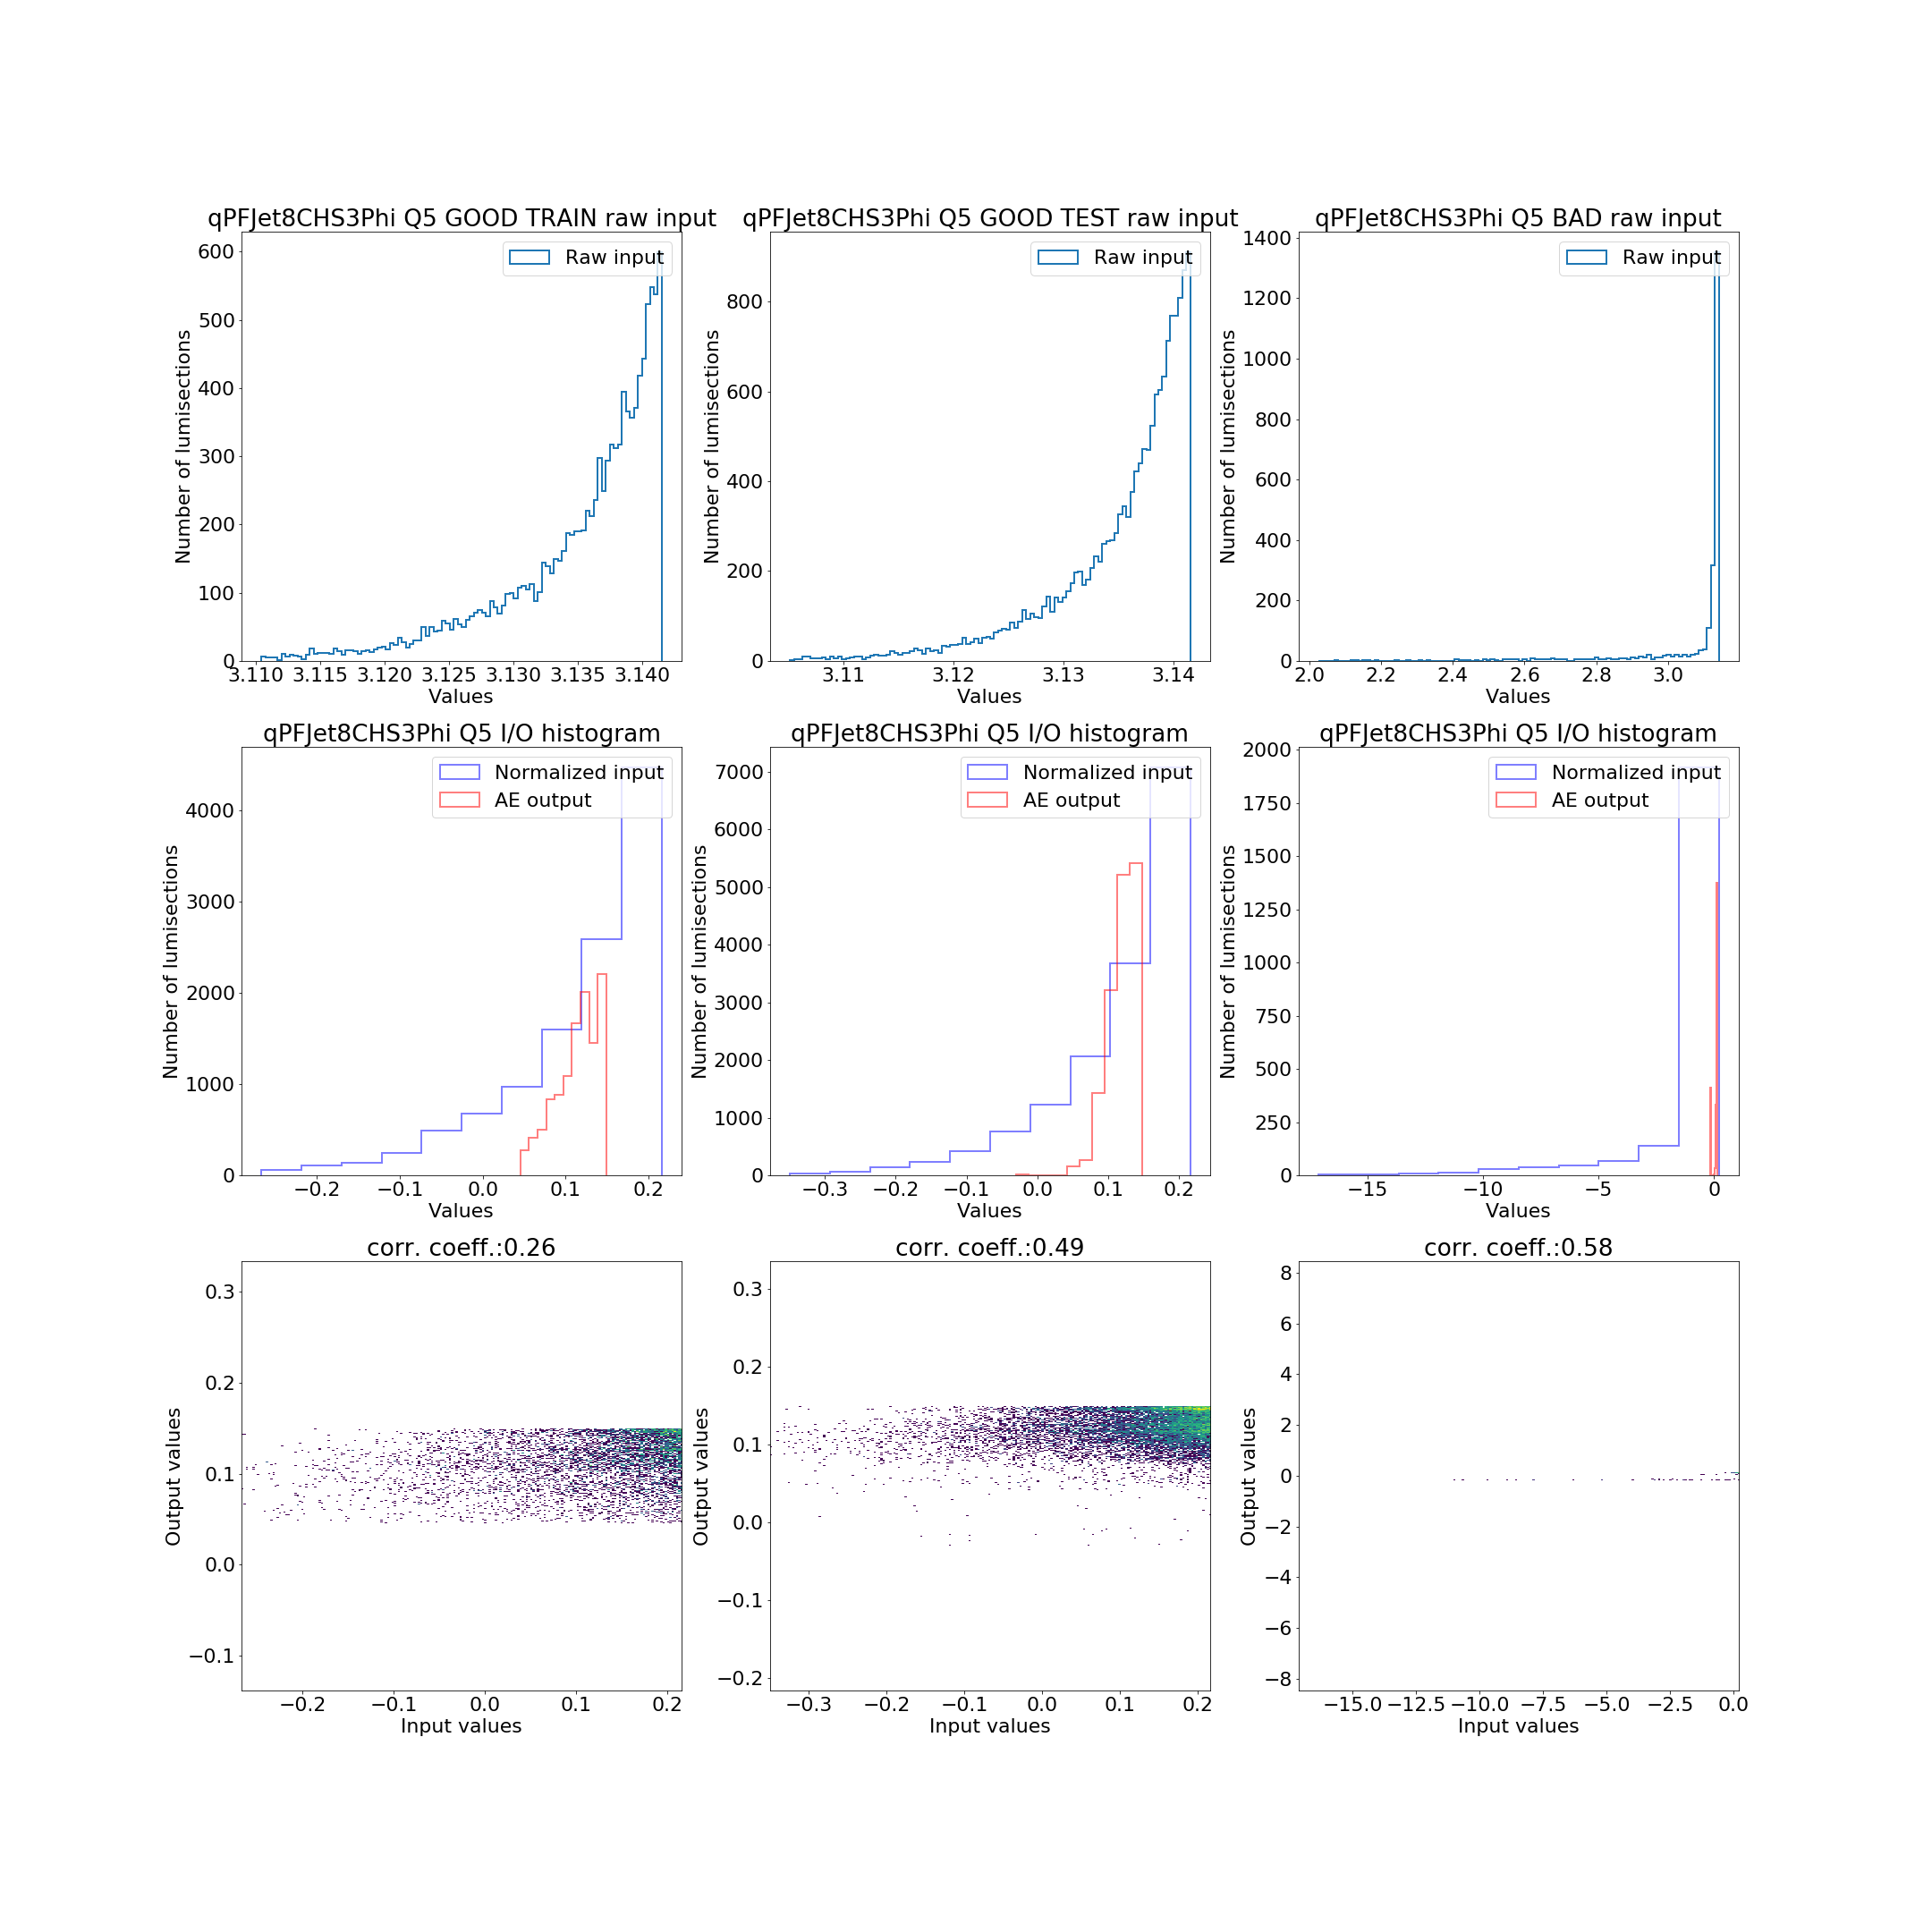 qPFJet8CHS3Phi Q5 GOOD TRAIN raw input
Number of lumisections
600
500
400
300
200
100
0
Raw input
3.110 3.115 3.120 3.125 3.130 3.135 3.140
Values
qPFJet8CHS3Phi Q5 GOOD TEST raw input
Number of lumisections
800
600
400
200
0
Raw input
3.11 3.12 3.13 3.14
Values
qPFJet8CHS3Phi Q5 BAD raw input
Number of lumisections
1400
1200
1000
800
600
400
200
0
Raw input
2.0 2.2 2.4 2.6 2.8 3.0
Values
qPFJet8CHS3Phi Q5 I/O histogram
Number of lumisections
4000
3000
2000
1000
0
Normalized input
AE output
−0.2 −0.1 0.0 0.1 0.2
Values
qPFJet8CHS3Phi Q5 I/O histogram
Number of lumisections
7000
6000
5000
4000
3000
2000
1000
0
Normalized input
AE output
−0.3 −0.2 −0.1 0.0 0.1 0.2
Values
qPFJet8CHS3Phi Q5 I/O histogram
Number of lumisections
2000
1750
1500
1250
1000
750
500
250
0
Normalized input
AE output
−15 −10 −5 0
Values
corr. coeff.:0.26
Output values
0.3
0.2
0.1
0.0
−0.1
−0.2 −0.1 0.0 0.1 0.2
Input values
corr. coeff.:0.49
Output values
0.3
0.2
0.1
0.0
−0.1
−0.2
−0.3 −0.2 −0.1 0.0 0.1 0.2
Input values
corr. coeff.:0.58
Output values
8
6
4
2
0
−2
−4
−6
−8
−15.0 −12.5 −10.0 −7.5 −5.0 −2.5 0.0
Input values